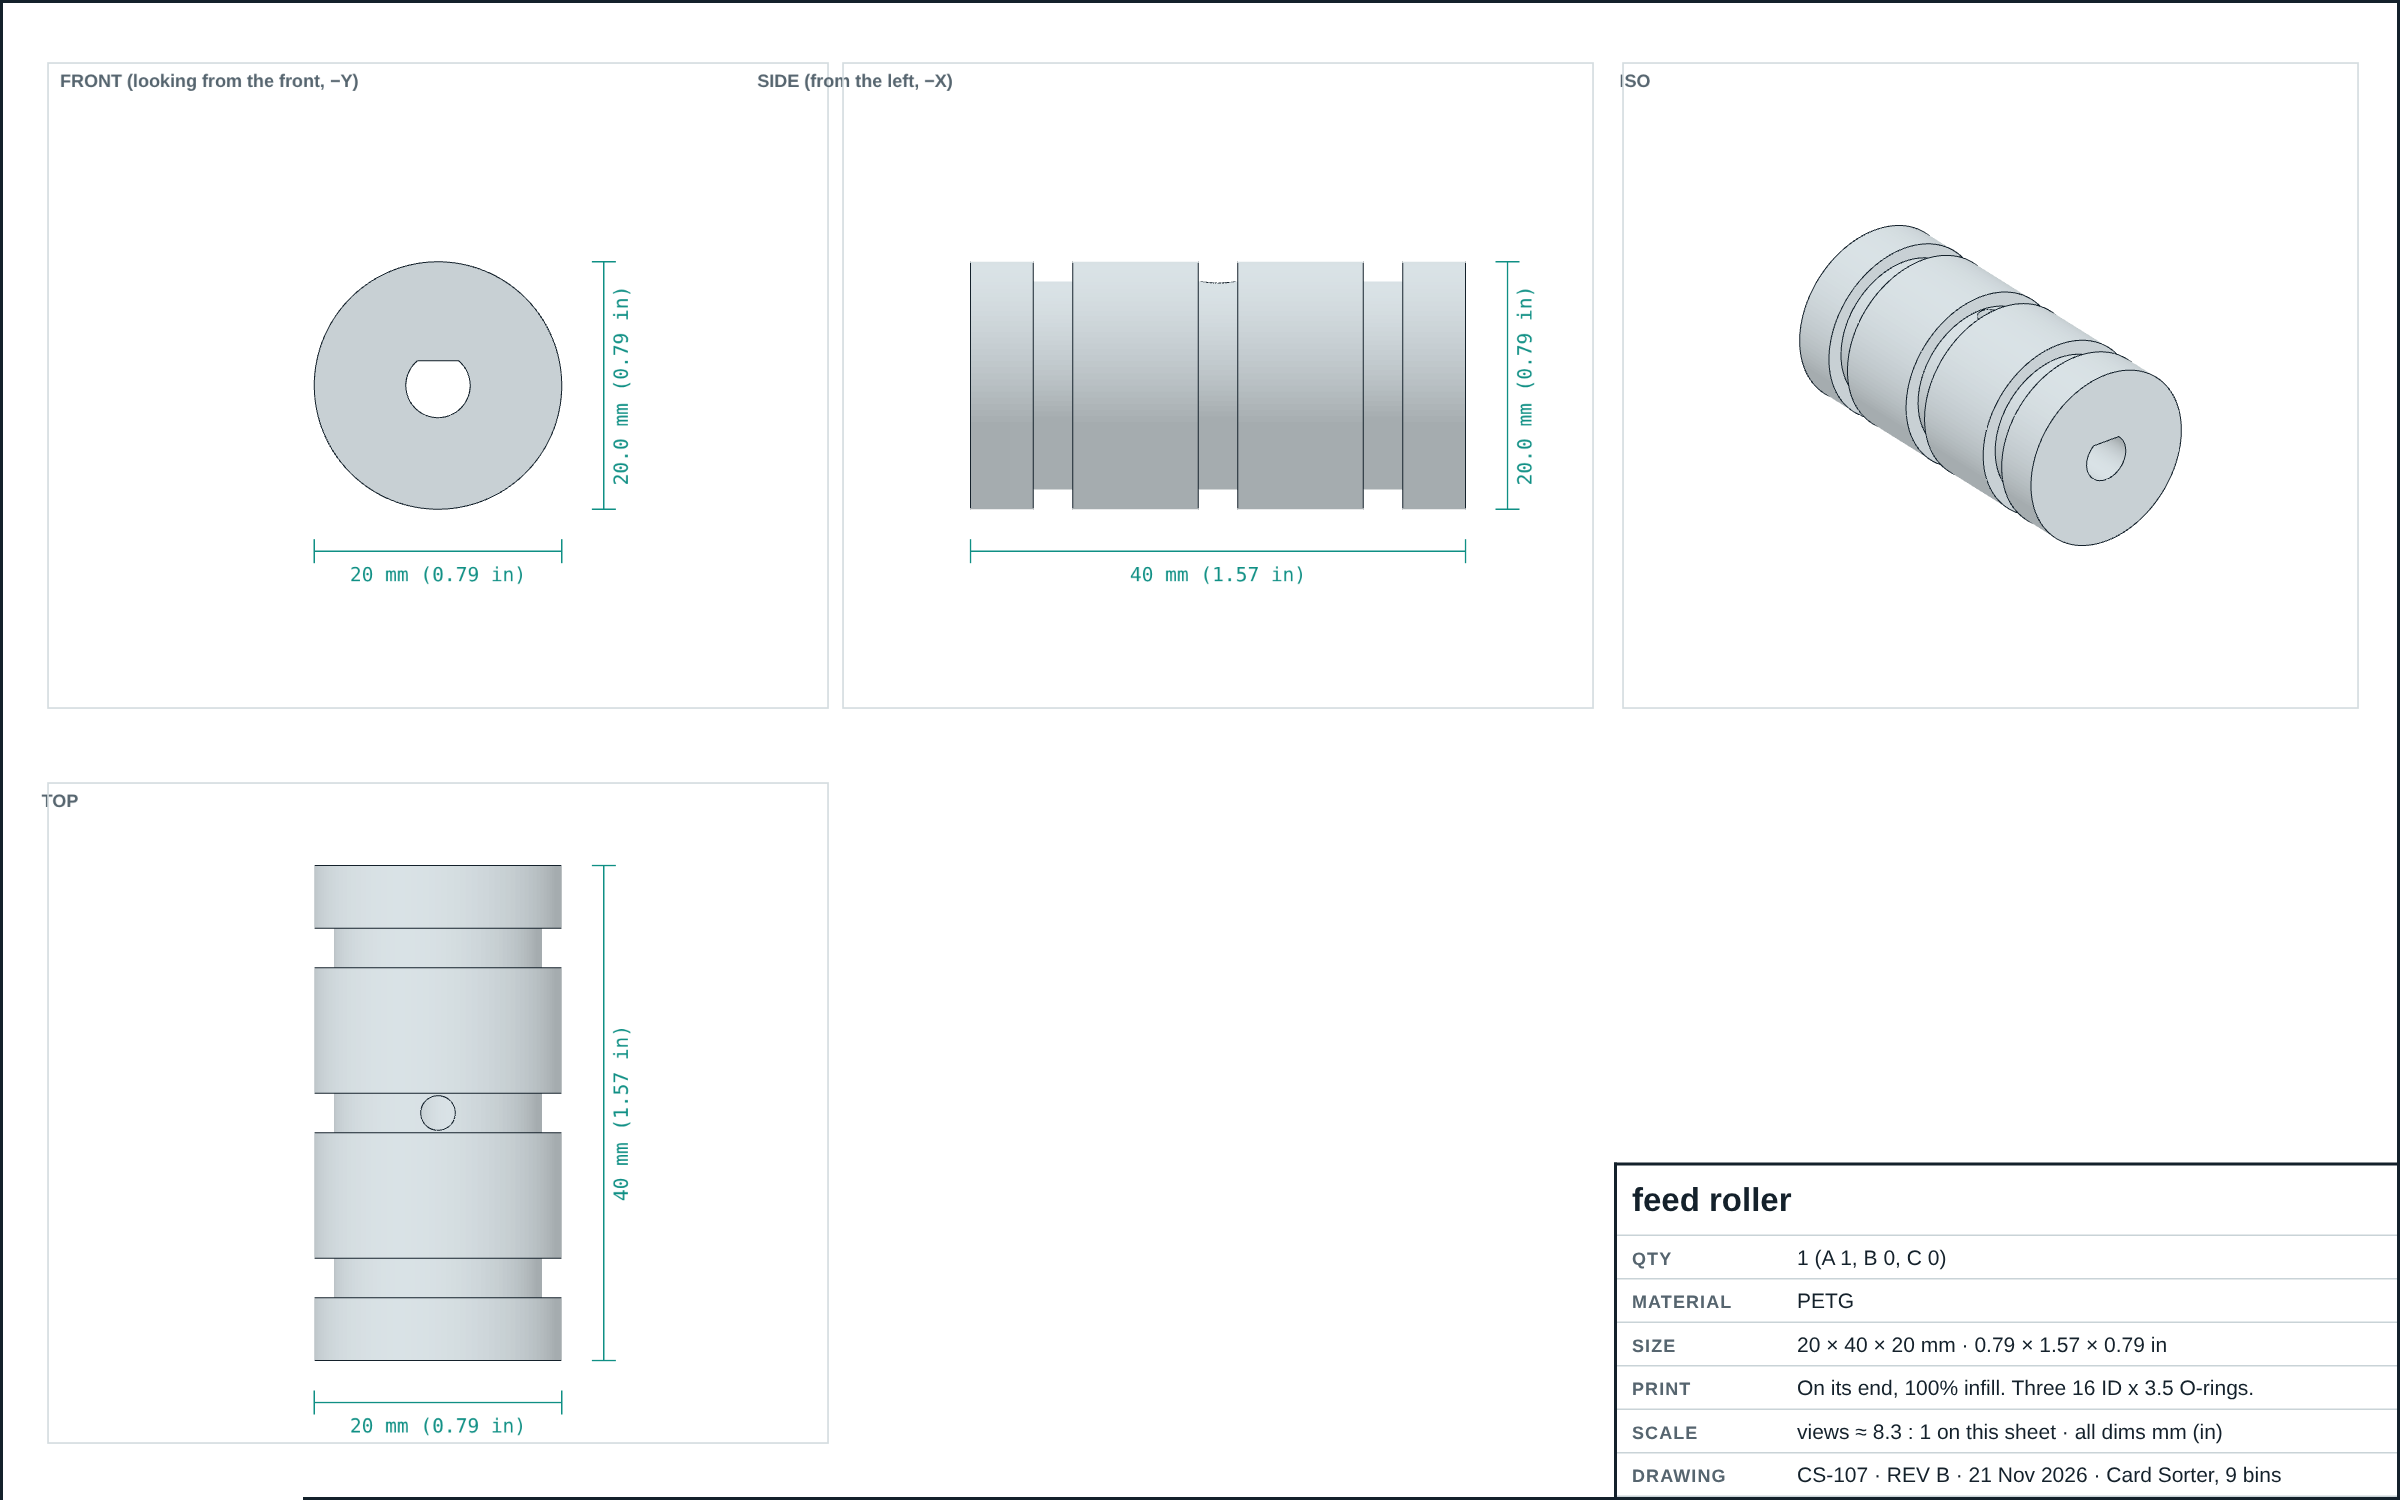 FRONT (looking from the front, −Y)
SIDE (from the left, −X)
ISO
20.0 mm (0.79 in)
20 mm (0.79 in)
20.0 mm (0.79 in)
40 mm (1.57 in)
TOP
40 mm (1.57 in)
20 mm (0.79 in)
feed roller
QTY 1 (A 1, B 0, C 0)
MATERIAL PETG
SIZE 20 × 40 × 20 mm · 0.79 × 1.57 × 0.79 in
PRINT On its end, 100% infill. Three 16 ID x 3.5 O-rings.
SCALE views ≈ 8.3 : 1 on this sheet · all dims mm (in)
DRAWING CS-107 · REV B · 21 Nov 2026 · Card Sorter, 9 bins